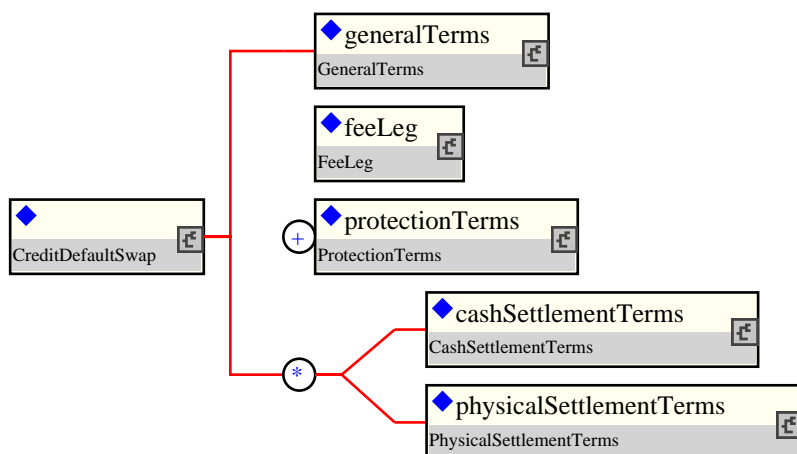 generalTerms
GeneralTerms
feeLeg
FeeLeg
CreditDefaultSwap
+
protectionTerms
ProtectionTerms
cashSettlementTerms
CashSettlementTerms
*
physicalSettlementTerms
PhysicalSettlementTerms